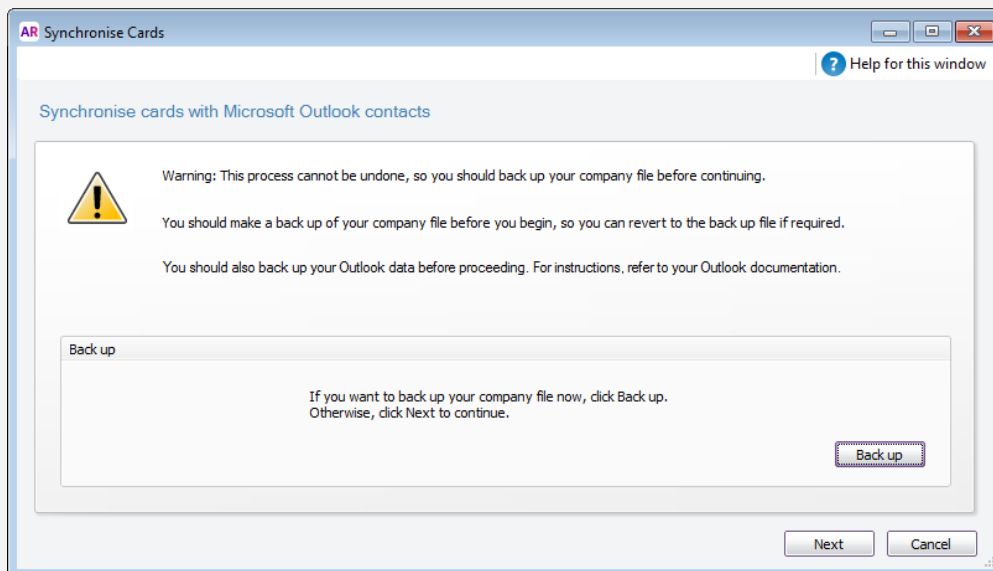 AR Synchronise Cards
? Help for this window
Synchronise cards with Microsoft Outlook contacts
Warning: This process cannot be undone, so you should back up your company file before continuing.
You should make a back up of your company file before you begin, so you can revert to the back up file if required.
You should also back up your Outlook data before proceeding. For instructions, refer to your Outlook documentation.
Back up
If you want to back up your company file now, click Back up.
Otherwise, click Next to continue.
Back up
Next Cancel